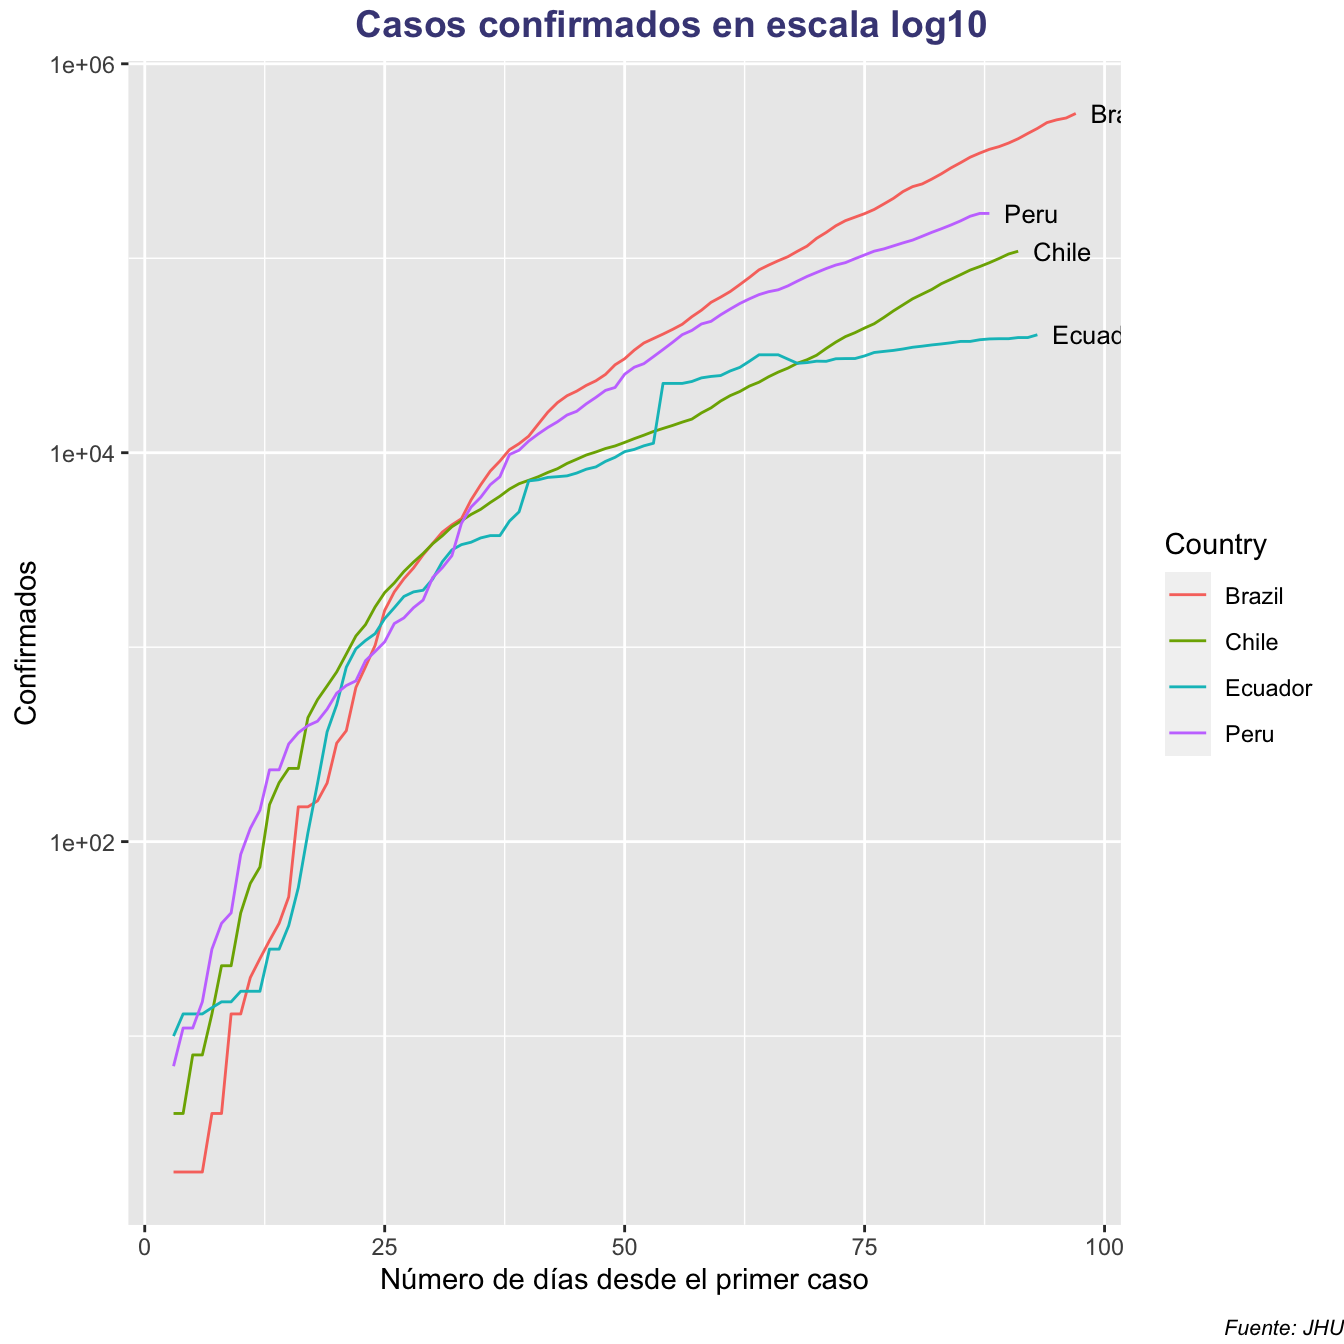 Casos confirmados en escala log10
1e+06
1e+04
1e+02
Confirmados
Bra
Peru
Chile
Ecuad
Country
Brazil
Chile
Ecuador
Peru
0 25 50 75 100
Número de días desde el primer caso
Fuente: JHU